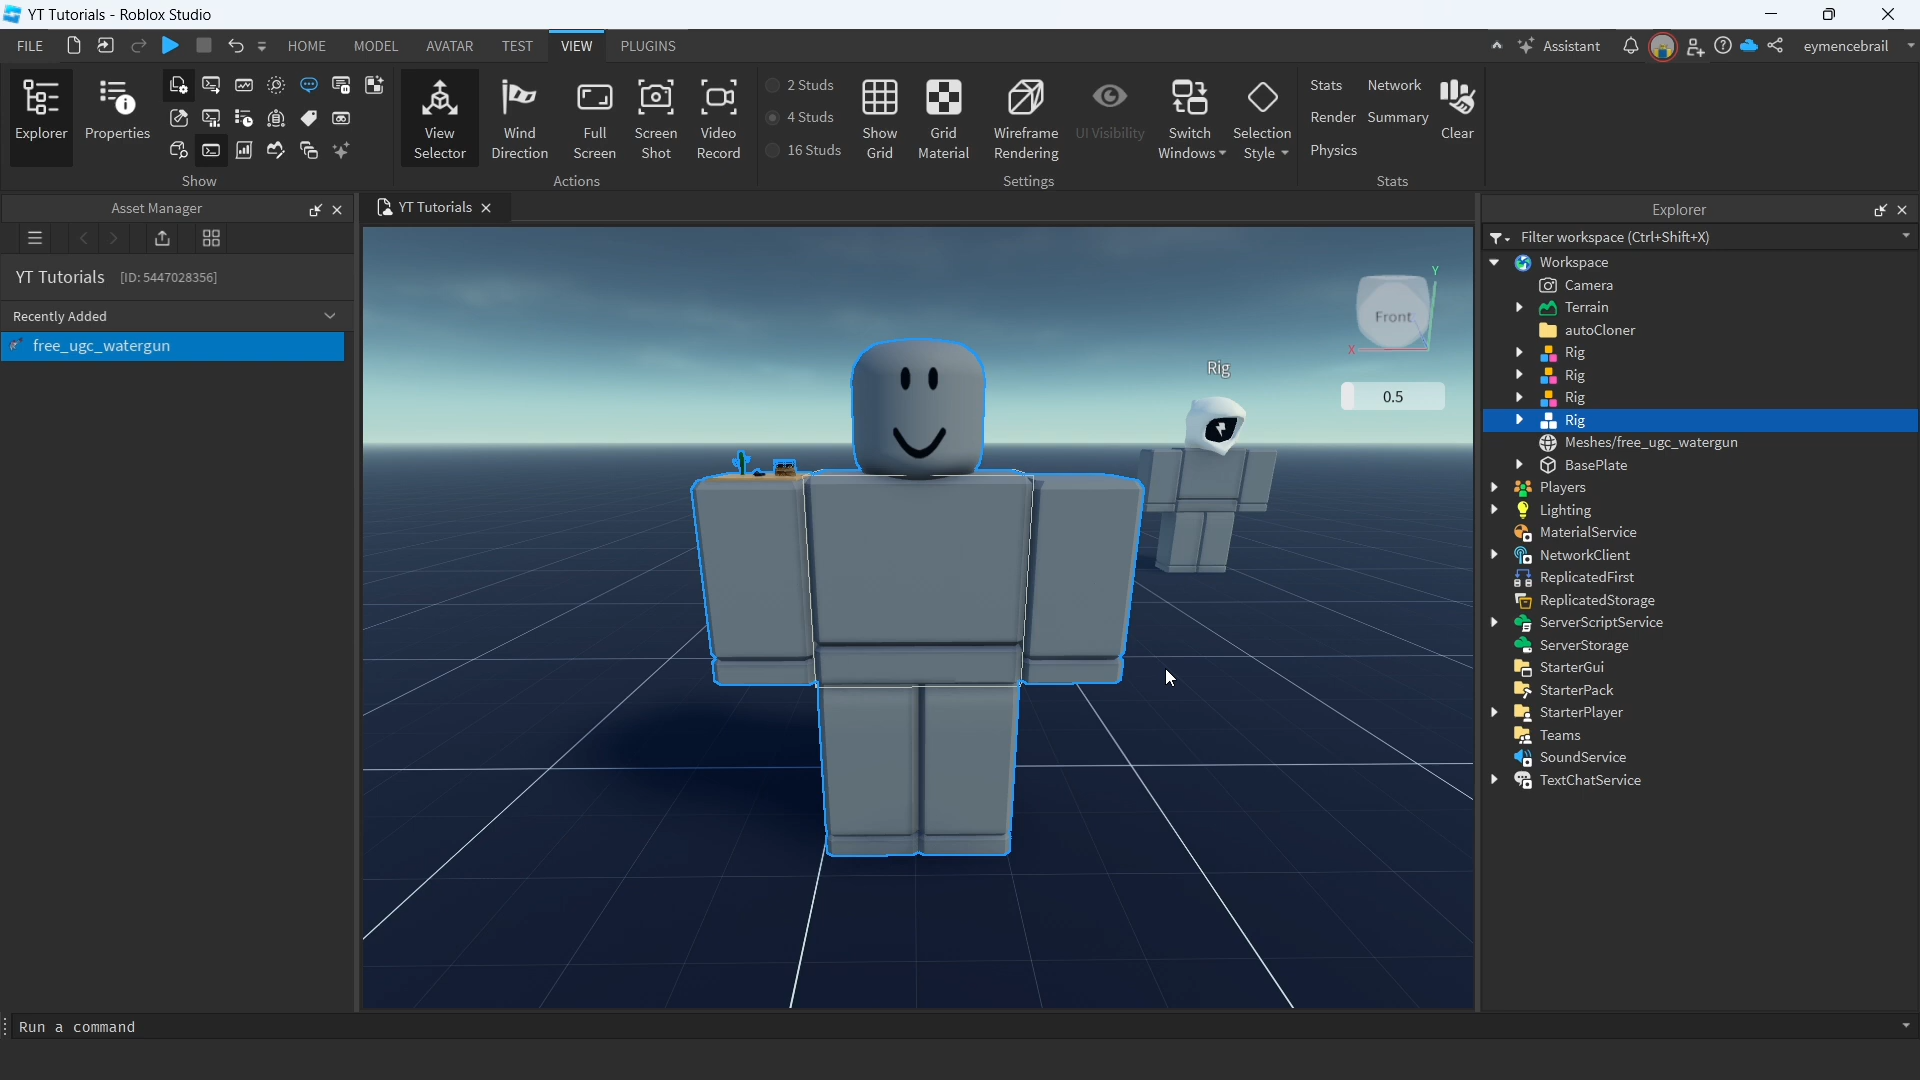 YT Tutorials - Roblox Studio
FILE HOME MODEL AVATAR TEST VIEW PLUGINS Assistant eymencebrail
Explorer Properties View Selector Wind Direction Full Screen Screen Shot Video Record
2 Studs
4 Studs
16 Studs
Show Grid Grid Material Wireframe Rendering UI Visibility Switch Windows Selection Style
Stats Network
Render Summary
Physics
Clear
Show Actions Settings Stats
Asset Manager
YT Tutorials [ID: 5447028356]
Recently Added
free_ugc_watergun
YT Tutorials
Y
Front
X
0.5
Rig
Explorer
Filter workspace (Ctrl+Shift+X)
Workspace
Camera
Terrain
autoCloner
Rig
Rig
Rig
Rig
Meshes/free_ugc_watergun
BasePlate
Players
Lighting
MaterialService
NetworkClient
ReplicatedFirst
ReplicatedStorage
ServerScriptService
ServerStorage
StarterGui
StarterPack
StarterPlayer
Teams
SoundService
TextChatService
Run a command